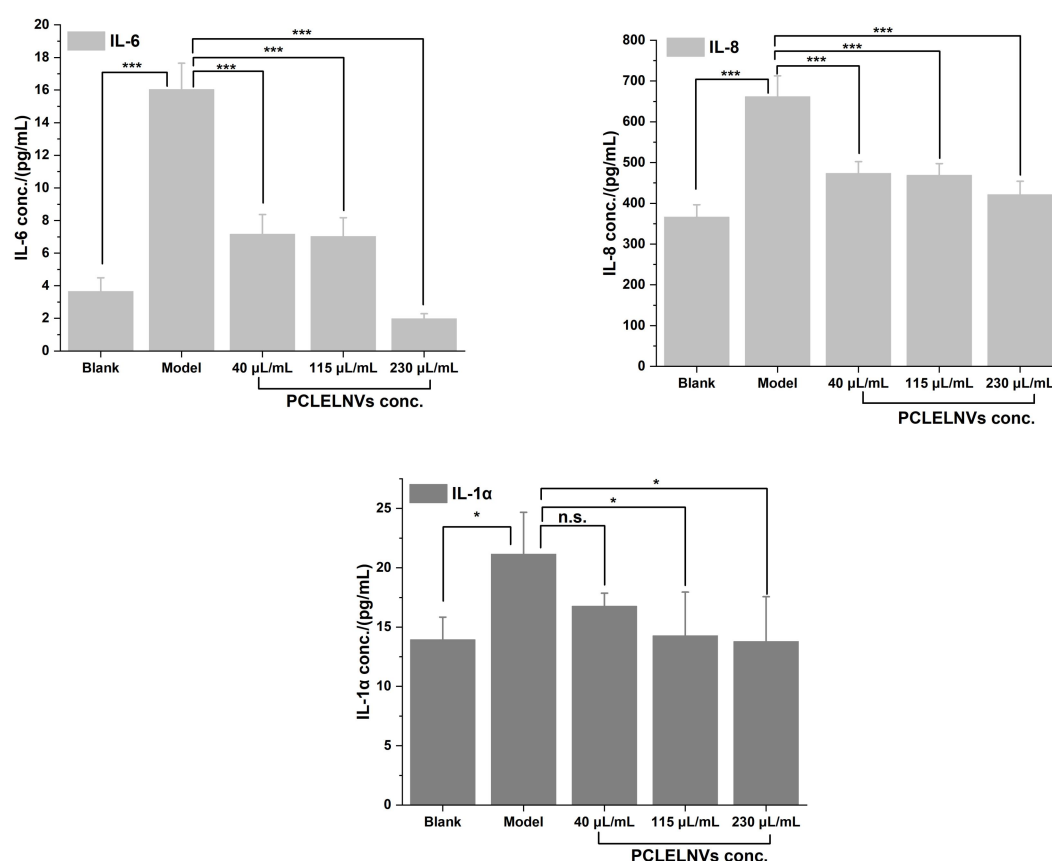 IL-6
IL-6 conc./(pg/mL)
20
18
16
14
12
10
8
6
4
2
0
***
***
***
***
Blank Model 40 μL/mL 115 μL/mL 230 μL/mL
PCLELNVs conc.
IL-8
IL-8 conc./(pg/mL)
800
700
600
500
400
300
200
100
0
***
***
***
***
Blank Model 40 μL/mL 115 μL/mL 230 μL/mL
PCLELNVs conc.
IL-1α
IL-1α conc./(pg/mL)
25
20
15
10
5
0
*
*
*
n.s.
Blank Model 40 μL/mL 115 μL/mL 230 μL/mL
PCLELNVs conc.